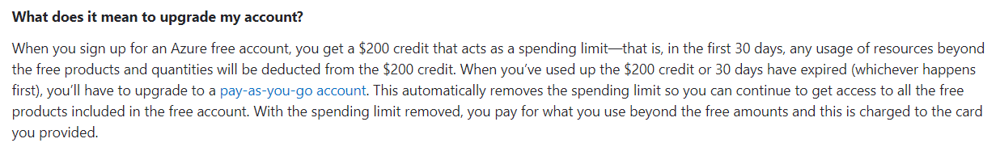 What does it mean to upgrade my account?
When you sign up for an Azure free account, you get a $200 credit that acts as a spending limit—that is, in the first 30 days, any usage of resources beyond
the free products and quantities will be deducted from the $200 credit. When you've used up the $200 credit or 30 days have expired (whichever happens
first), you'll have to upgrade to a pay-as-you-go account. This automatically removes the spending limit so you can continue to get access to all the free
products included in the free account. With the spending limit removed, you pay for what you use beyond the free amounts and this is charged to the card
you provided.